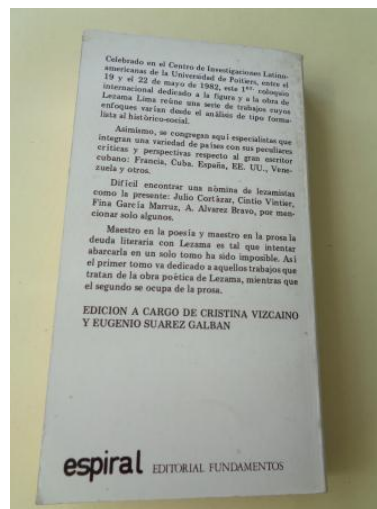 Celebrado en el Centro de Investigaciones Latino-
americanas de la Universidad de Poitiers, entre el
19 y el 22 de mayo de 1982, este 1er. coloquio
internacional dedicado a la figura y a la obra de
Lezama Lima reúne una serie de trabajos cuyos
enfoques varían desde el análisis de tipo forma-
lista al histórico-social.
Asimismo, se congregan aquí especialistas que
integran una variedad de países con sus peculiares
críticas y perspectivas respecto al gran escritor
cubano: Francia, Cuba. España, EE. UU., Vene-
zuela y otros.
Difícil encontrar una nómina de lezamistas
como la presente: Julio Cortázar, Cintio Vintier,
Fina García Marruz, A. Alvarez Bravo, por men-
cionar solo algunos.
Maestro en la poesía y maestro en la prosa la
deuda literaria con Lezama es tal que intentar
abarcarla en un solo tomo ha sido imposible. Así
el primer tomo va dedicado a aquellos trabajos que
tratan de la obra poética de Lezama, mientras que
el segundo se ocupa de la prosa.
EDICION A CARGO DE CRISTINA VIZCAINO
Y EUGENIO SUAREZ GALBAN
espiral EDITORIAL FUNDAMENTOS